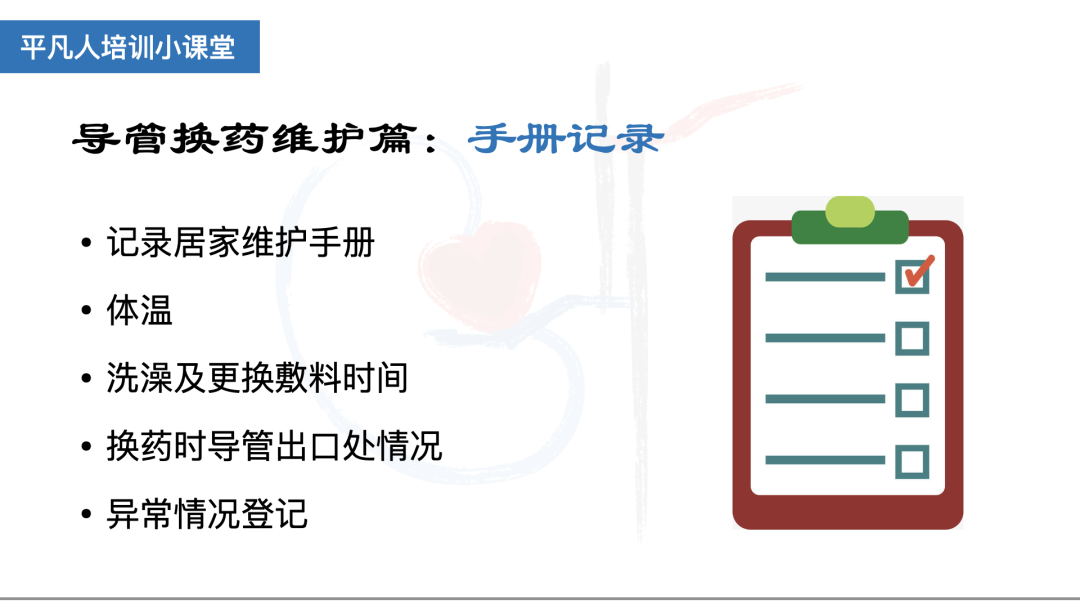 平凡人培训小课堂
导管换药维护篇：手册记录
• 记录居家维护手册
• 体温
• 洗澡及更换敷料时间
• 换药时导管出口处情况
• 异常情况登记